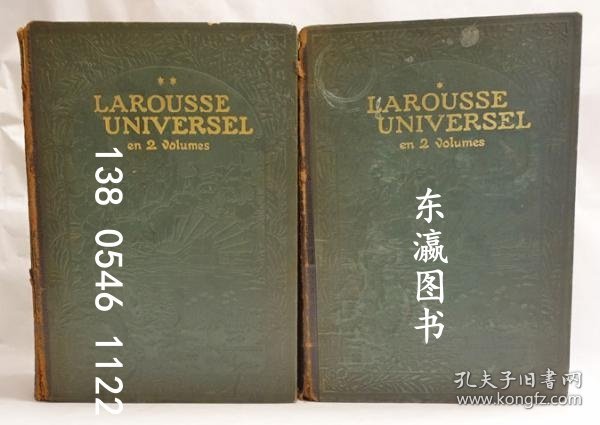 **
LAROUSSE
UNIVERSEL
en 2 Volumes
138 0546 1122
*
LAROUSSE
UNIVERSEL
en 2 Volumes
东瀛图书
孔夫子旧書网
www.kongfz.com